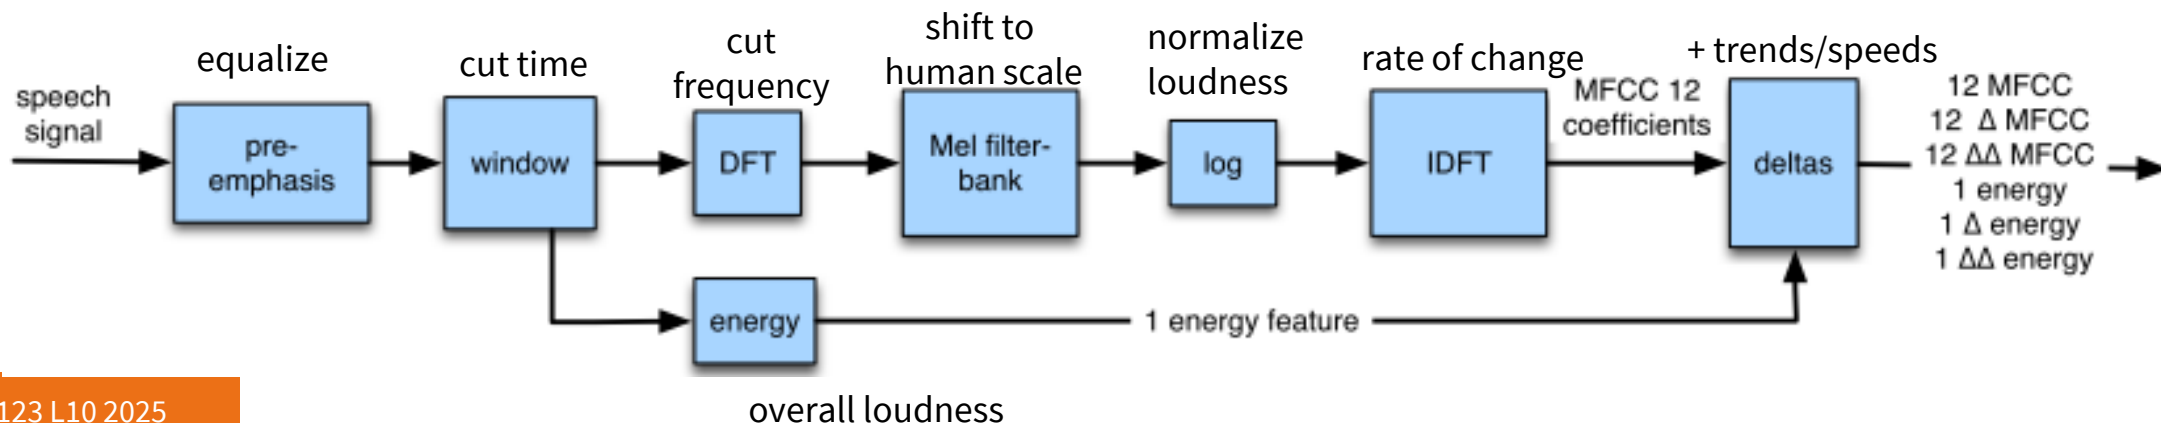 speech
signal
equalize
pre-
emphasis
cut time
window
cut
frequency
DFT
shift to
human scale
Mel filter-
bank
normalize
loudness
log
rate of change
IDFT
MFCC 12
coefficients
+ trends/speeds
deltas
12 MFCC
12 Δ MFCC
12 ΔΔ MFCC
1 energy
1 Δ energy
1 ΔΔ energy
energy
1 energy feature
overall loudness
123 L10 2025